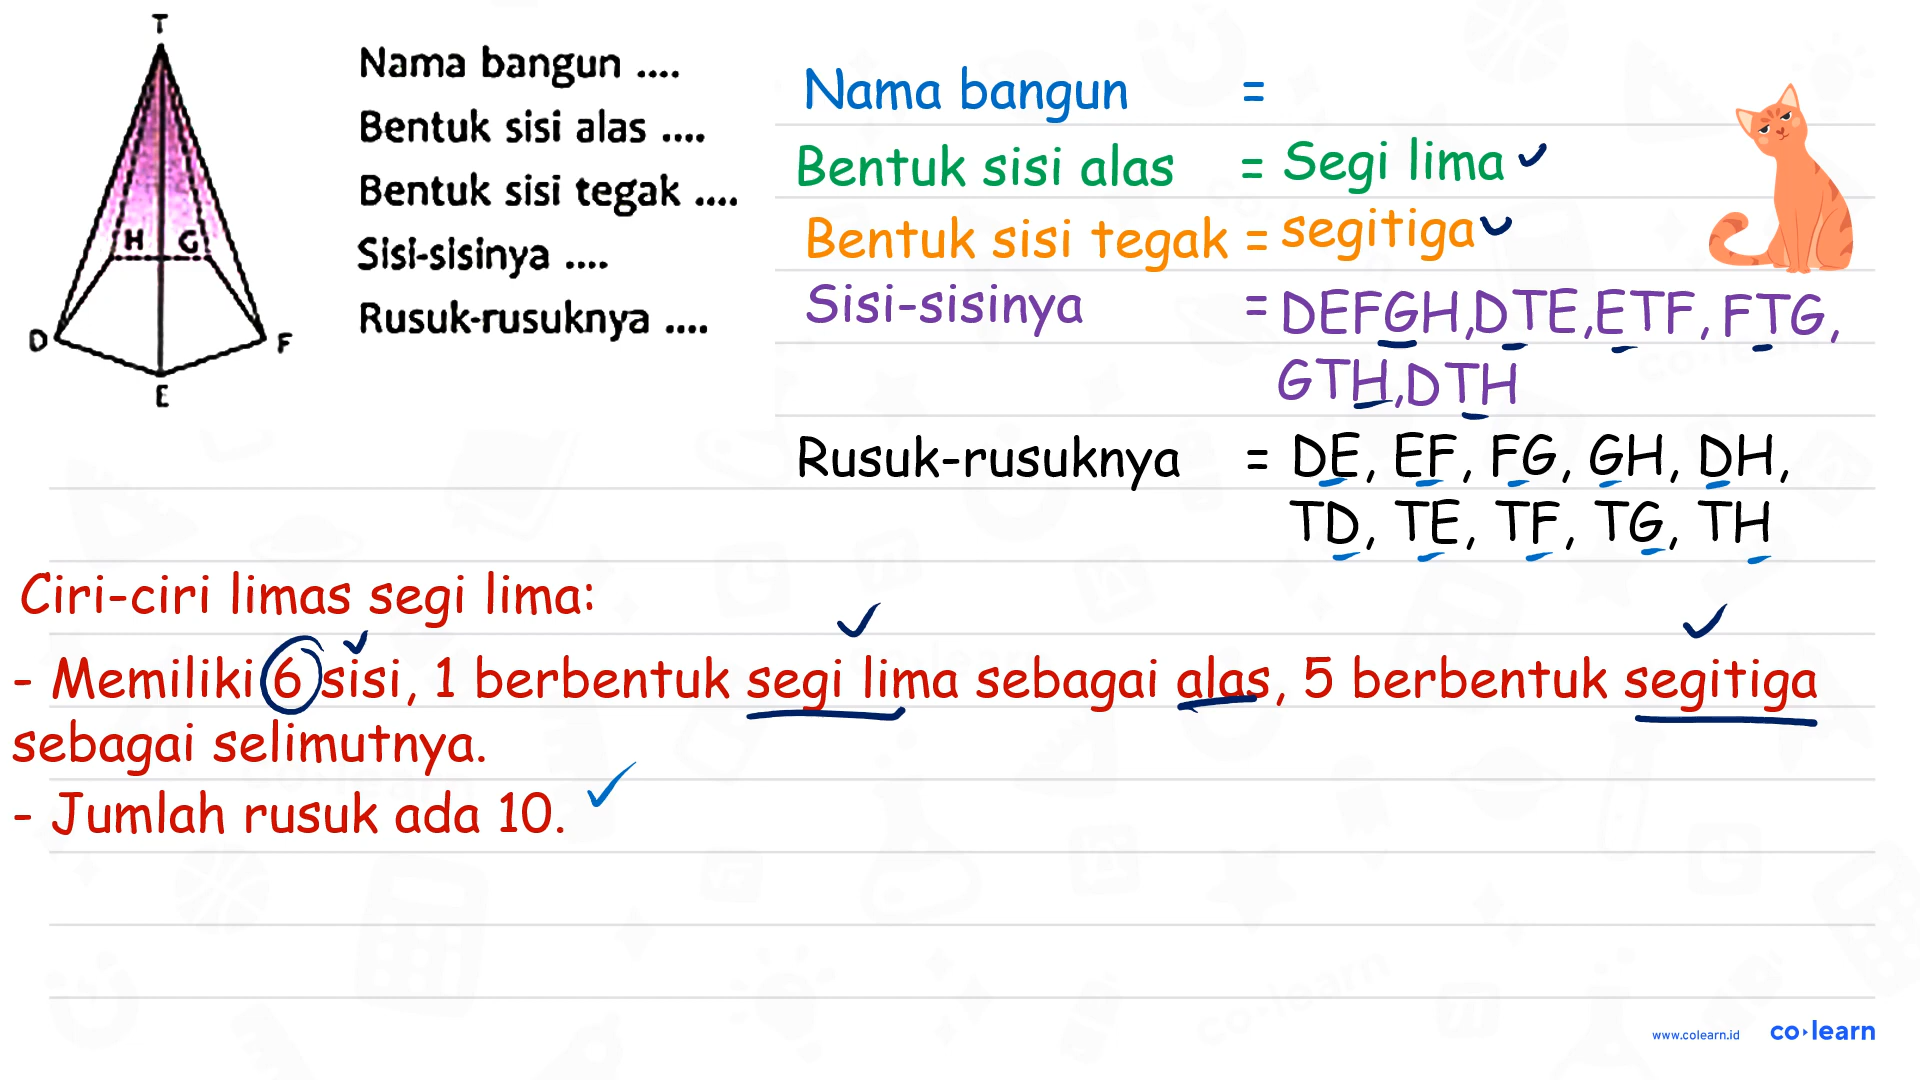 T
H G
D F
E
Nama bangun ....
Bentuk sisi alas ....
Bentuk sisi tegak ....
Sisi-sisinya ....
Rusuk-rusuknya ....
Nama bangun =
Bentuk sisi alas = Segi lima
Bentuk sisi tegak = segitiga
Sisi-sisinya = DEFGH,DTE,ETF, FTG,
GTH,DTH
Rusuk-rusuknya = DE, EF, FG, GH, DH,
TD, TE, TF, TG, TH
Ciri-ciri limas segi lima:
- Memiliki 6 sisi, 1 berbentuk segi lima sebagai alas, 5 berbentuk segitiga
sebagai selimutnya.
- Jumlah rusuk ada 10.
www.colearn.id co learn